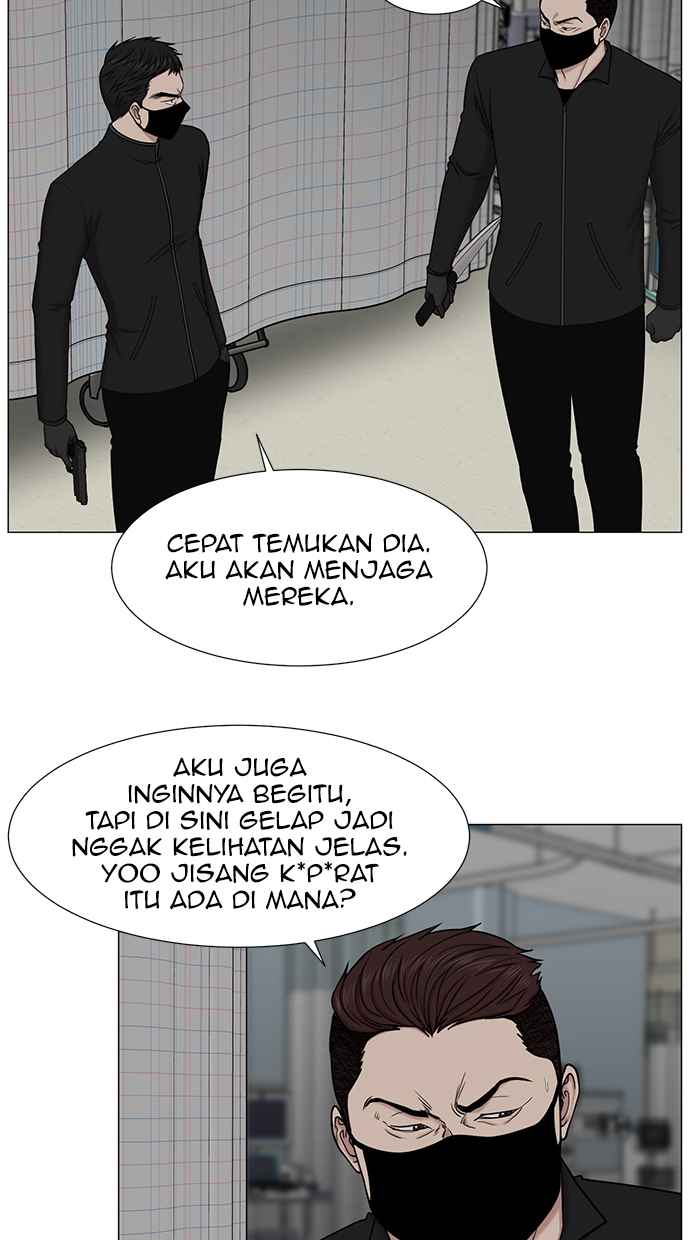 CEPAT TEMUKAN DIA.
AKU AKAN MENJAGA
MEREKA.
AKU JUGA
INGINNYA BEGITU,
TAPI DI SINI GELAP JADI
NGGAK KELIHATAN JELAS.
YOO JISANG K*P*RAT
ITU ADA DI MANA?